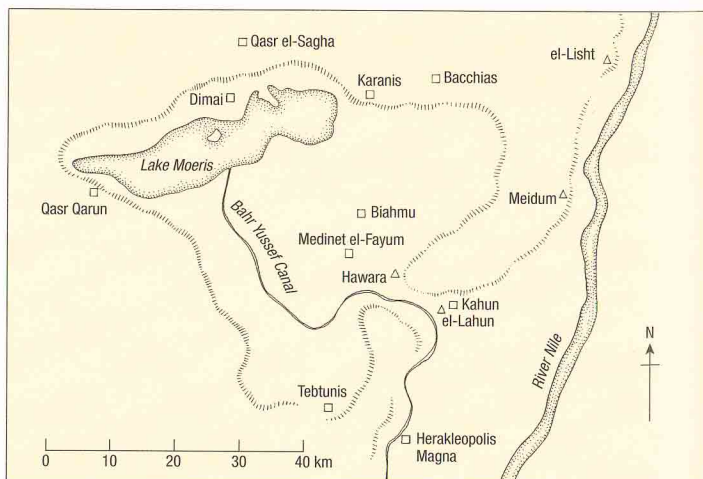 Qasr el-Sagha
el-Lisht
Karanis
Bacchias
Dimai
Lake Moeris
Qasr Qarun
Meidum
Biahmu
Bahr Yussef Canal
Medinet el-Fayum
Hawara
Kahun
el-Lahun
River Nile
N
Tebtunis
Herakleopolis
Magna
0 10 20 30 40 km